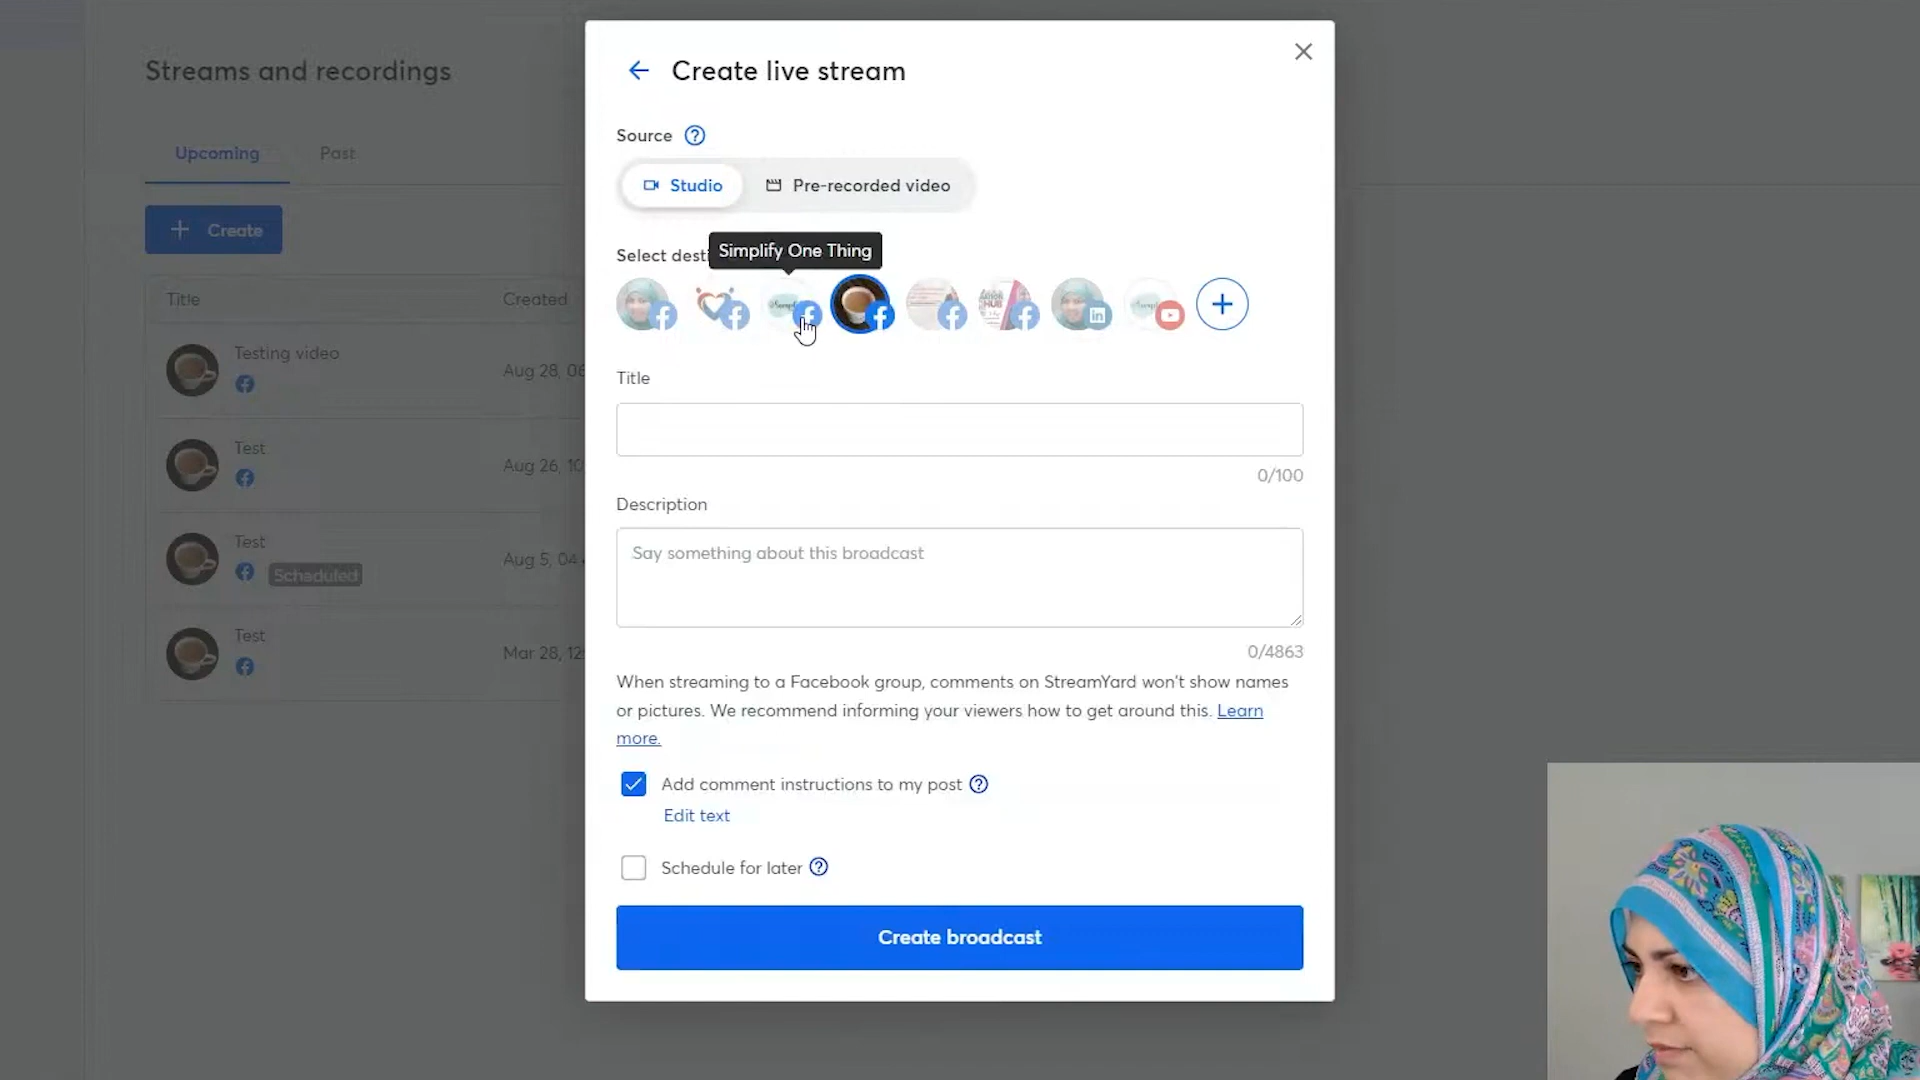 Streams and recordings
Upcoming
Past
Create
Title
Created
Testing video
Aug 28, 06
Test
Aug 26, 10
Test
Scheduled
Aug 5, 04
Test
Mar 28, 12
Create live stream
Source
Studio
Pre-recorded video
Select desti
Simplify One Thing
HUB
Title
0/100
Description
Say something about this broadcast
0/4863
When streaming to a Facebook group, comments on StreamYard won't show names
or pictures. We recommend informing your viewers how to get around this. Learn
more.
Add comment instructions to my post
Edit text
Schedule for later
Create broadcast